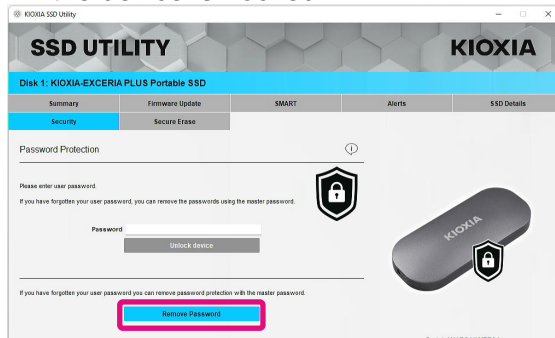 KIOXIA SSD Utility
SSD UTILITY
KIOXIA
Disk 1: KIOXIA-EXCERIA PLUS Portable SSD
Summary
Firmware Update
SMART
Alerts
SSD Details
Security
Secure Erase
Password Protection
Please enter user password.
If you have forgotten your user password, you can remove the passwords using the master password.
Password
Unlock device
KIOXIA
If you have forgotten your user password you can remove password protection with the master password.
Remove Password